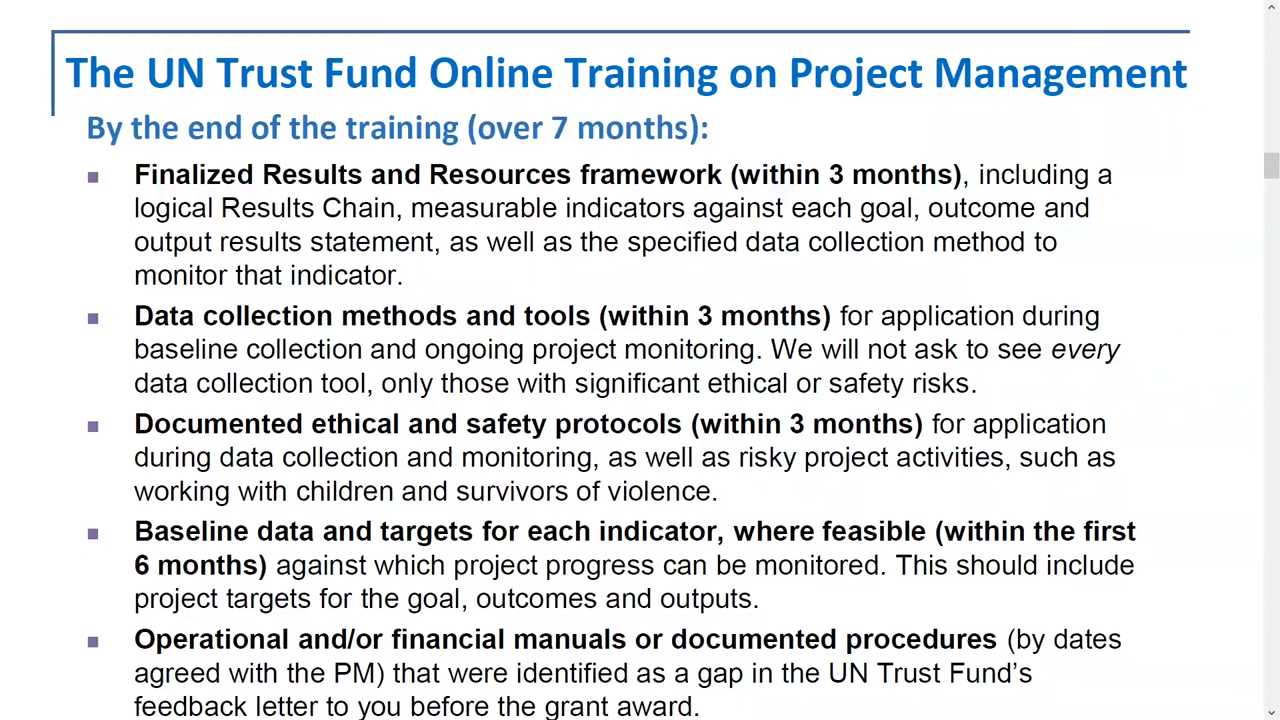 The UN Trust Fund Online Training on Project Management
By the end of the training (over 7 months):
Finalized Results and Resources framework (within 3 months), including a
logical Results Chain, measurable indicators against each goal, outcome and
output results statement, as well as the specified data collection method to
monitor that indicator.
Data collection methods and tools (within 3 months) for application during
baseline collection and ongoing project monitoring. We will not ask to see every
data collection tool, only those with significant ethical or safety risks.
Documented ethical and safety protocols (within 3 months) for application
during data collection and monitoring, as well as risky project activities, such as
working with children and survivors of violence.
Baseline data and targets for each indicator, where feasible (within the first
6 months) against which project progress can be monitored. This should include
project targets for the goal, outcomes and outputs.
Operational and/or financial manuals or documented procedures (by dates
agreed with the PM) that were identified as a gap in the UN Trust Fund’s
feedback letter to you before the grant award.